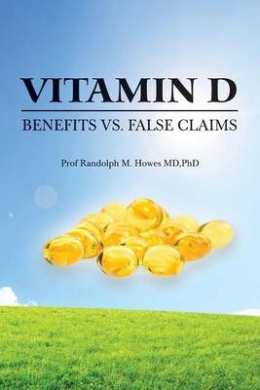 VITAMIN D
BENEFITS VS. FALSE CLAIMS
Prof Randolph M. Howes MD,PhD